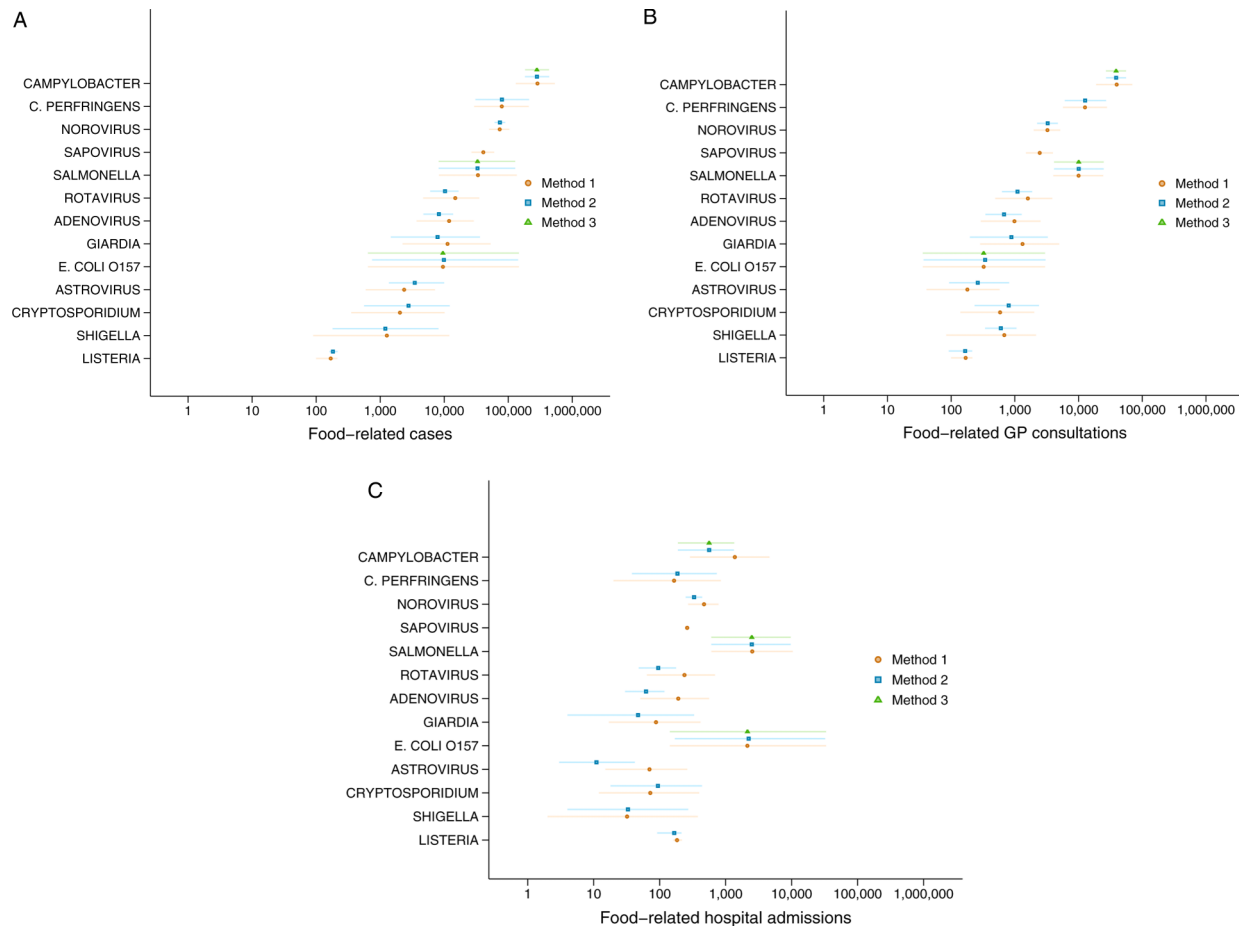 A
CAMPYLOBACTER
C. PERFRINGENS
NOROVIRUS
SAPOVIRUS
SALMONELLA
ROTAVIRUS
ADENOVIRUS
GIARDIA
E. COLI O157
ASTROVIRUS
CRYPTOSPORIDIUM
SHIGELLA
LISTERIA
Method 1
Method 2
Method 3
1 10 100 1,000 10,000 100,000 1,000,000
Food–related cases
B
CAMPYLOBACTER
C. PERFRINGENS
NOROVIRUS
SAPOVIRUS
SALMONELLA
ROTAVIRUS
ADENOVIRUS
GIARDIA
E. COLI O157
ASTROVIRUS
CRYPTOSPORIDIUM
SHIGELLA
LISTERIA
Method 1
Method 2
Method 3
1 10 100 1,000 10,000 100,000 1,000,000
Food–related GP consultations
C
CAMPYLOBACTER
C. PERFRINGENS
NOROVIRUS
SAPOVIRUS
SALMONELLA
ROTAVIRUS
ADENOVIRUS
GIARDIA
E. COLI O157
ASTROVIRUS
CRYPTOSPORIDIUM
SHIGELLA
LISTERIA
Method 1
Method 2
Method 3
1 10 100 1,000 10,000 100,000 1,000,000
Food–related hospital admissions